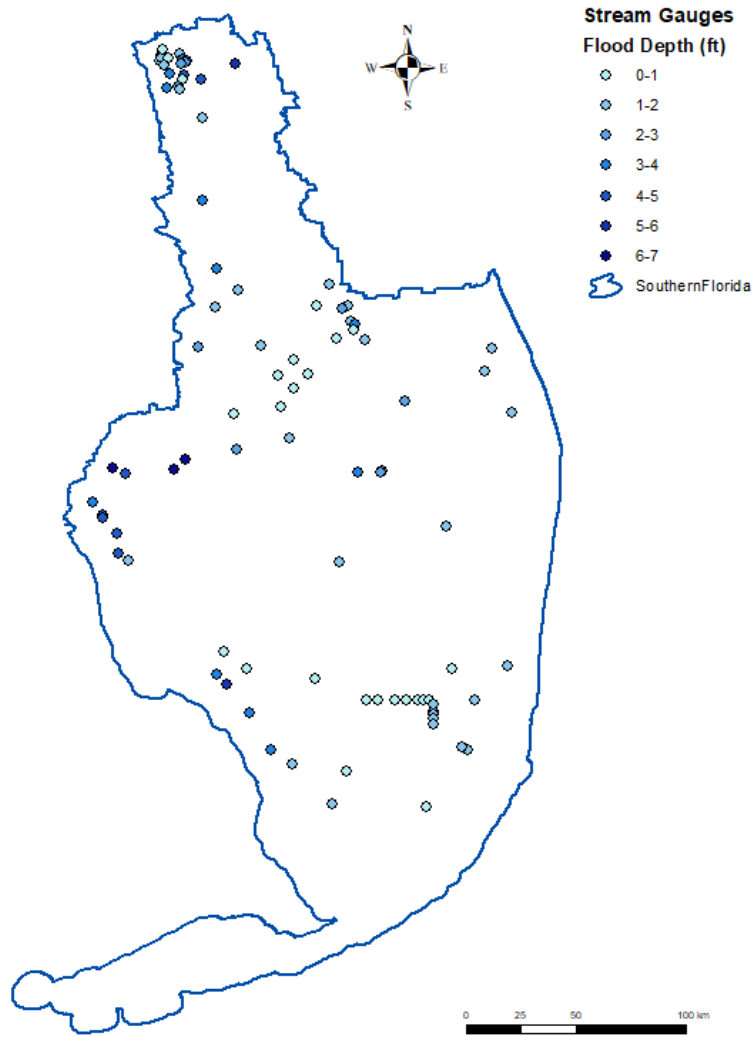 Stream Gauges
Flood Depth (ft)
N
W E
S
0-1
1-2
2-3
3-4
4-5
5-6
6-7
SouthernFlorida
0 25 50 100 km